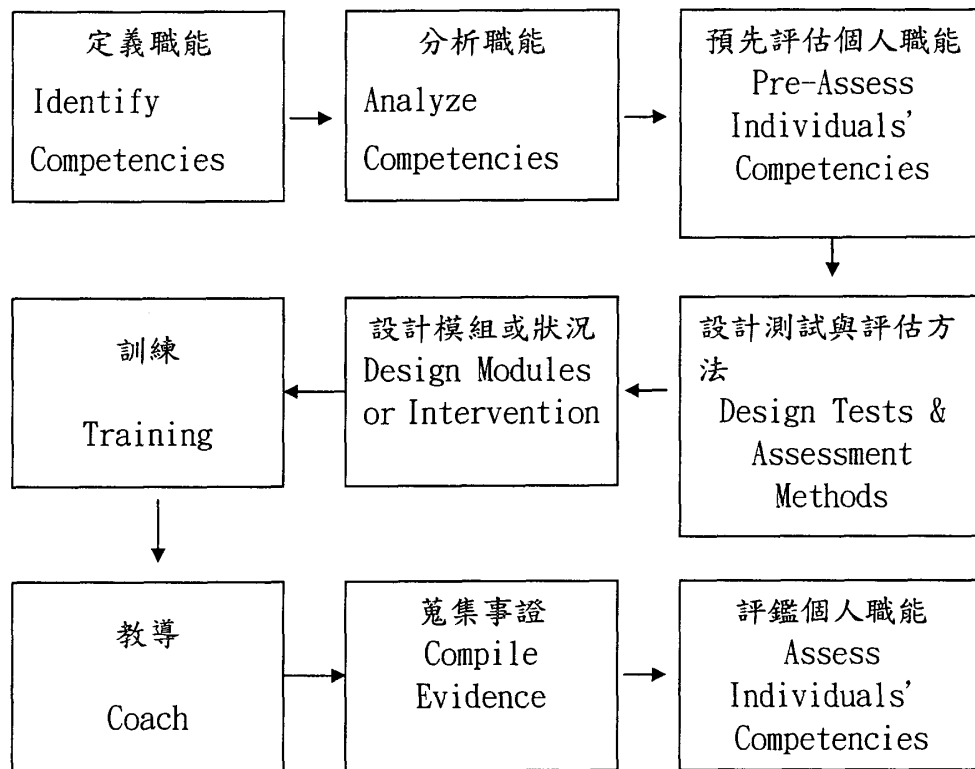 定義職能
Identify
Competencies
分析職能
Analyze
Competencies
預先評估個人職能
Pre-Assess
Individuals'
Competencies
設計測試與評估方
法
Design Tests &
Assessment
Methods
設計模組或狀況
Design Modules
or Intervention
訓練
Training
教導
Coach
蒐集事證
Compile
Evidence
評鑑個人職能
Assess
Individuals'
Competencies